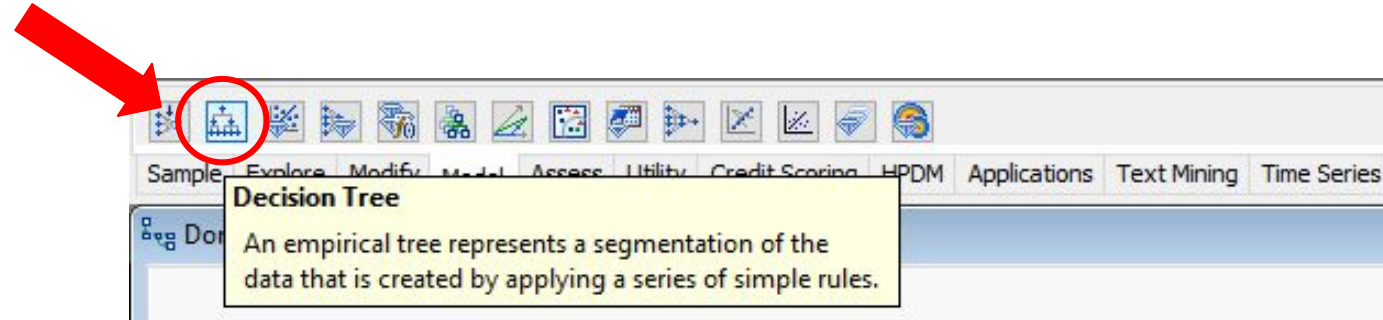 Sample Explore Modify Model Assess Utility Credit Scoring HPDM Applications Text Mining Time Series
Decision Tree
An empirical tree represents a segmentation of the
data that is created by applying a series of simple rules.